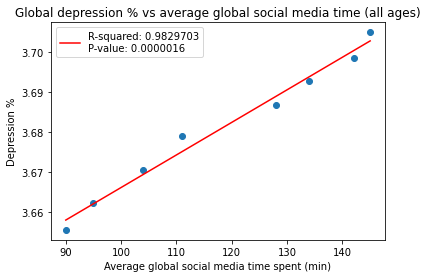 Global depression % vs average global social media time (all ages)
R-squared: 0.9829703
P-value: 0.0000016
3.70
3.69
3.68
3.67
3.66
Depression %
90
100
110
120
130
140
Average global social media time spent (min)